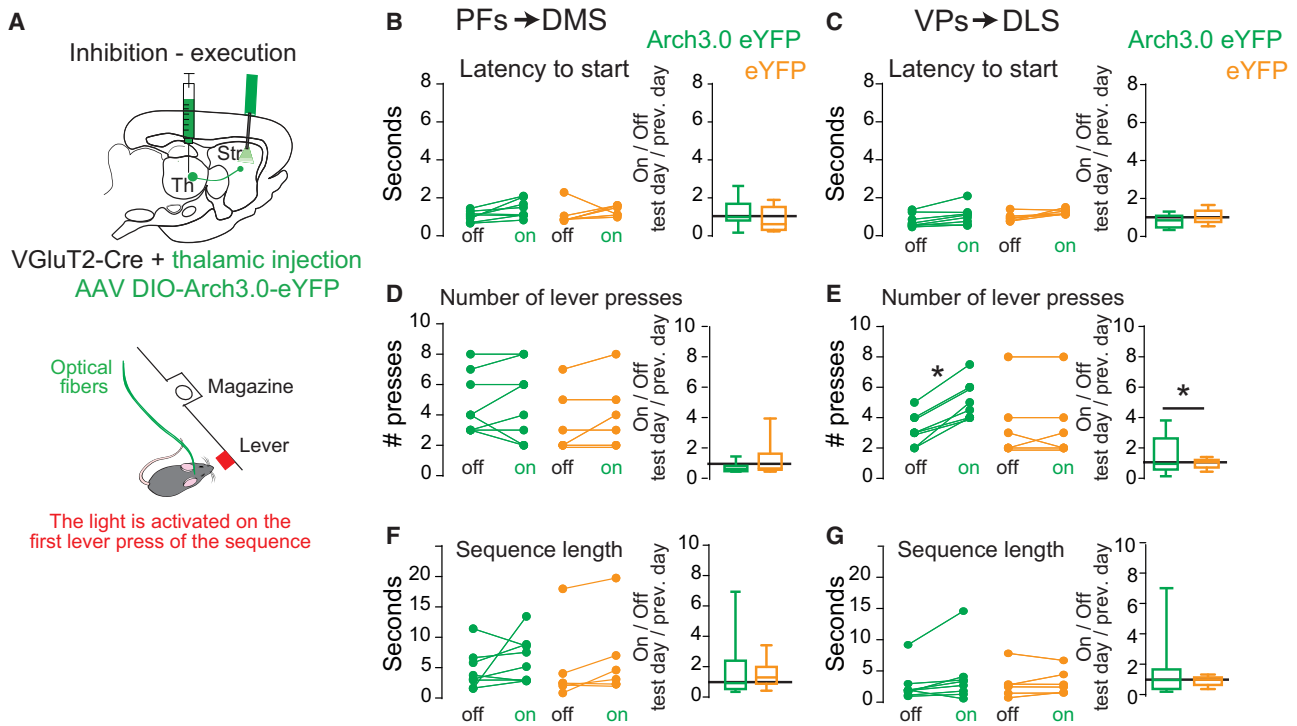 A
Inhibition - execution
Str
Th
VGluT2-Cre + thalamic injection
AAV DIO-Arch3.0-eYFP
Optical
fibers
Magazine
Lever
The light is activated on the
first lever press of the sequence
B
PFs➔DMS
Arch3.0 eYFP
eYFP
Latency to start
Seconds
8
6
4
2
0
off
on
off
on
On / Off
test day / prev. day
8
6
4
2
0
C
VPs➔DLS
Arch3.0 eYFP
eYFP
Latency to start
Seconds
8
6
4
2
0
off
on
off
on
On / Off
test day / prev. day
8
6
4
2
0
D
Number of lever presses
# presses
10
8
6
4
2
0
off
on
off
on
On / Off
test day / prev. day
10
8
6
4
2
0
E
Number of lever presses
# presses
10
8
6
4
2
0
*
off
on
off
on
On / Off
test day / prev. day
10
8
6
4
2
0
*
F
Sequence length
Seconds
20
15
10
5
0
off
on
off
on
On / Off
test day / prev. day
10
8
6
4
2
0
G
Sequence length
Seconds
25
20
15
10
5
0
off
on
off
on
On / Off
test day / prev. day
10
8
6
4
2
0